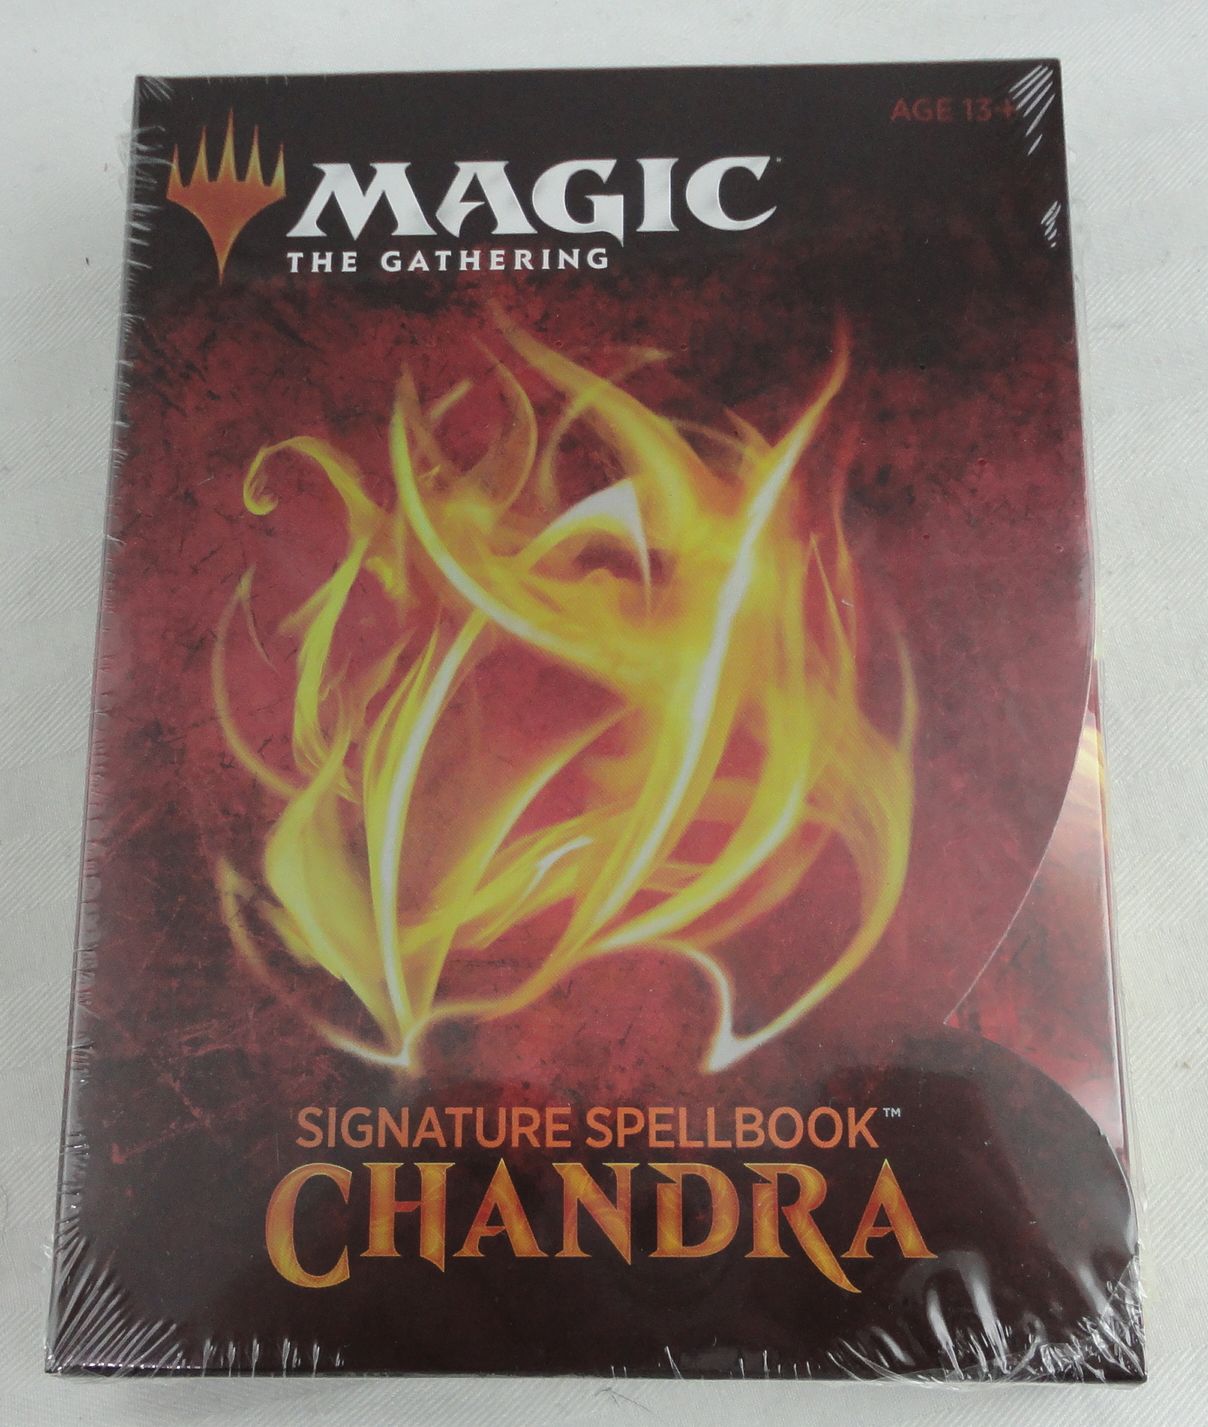 AGE 13+
MAGIC
THE GATHERING
SIGNATURE SPELLBOOK™
CHANDRA